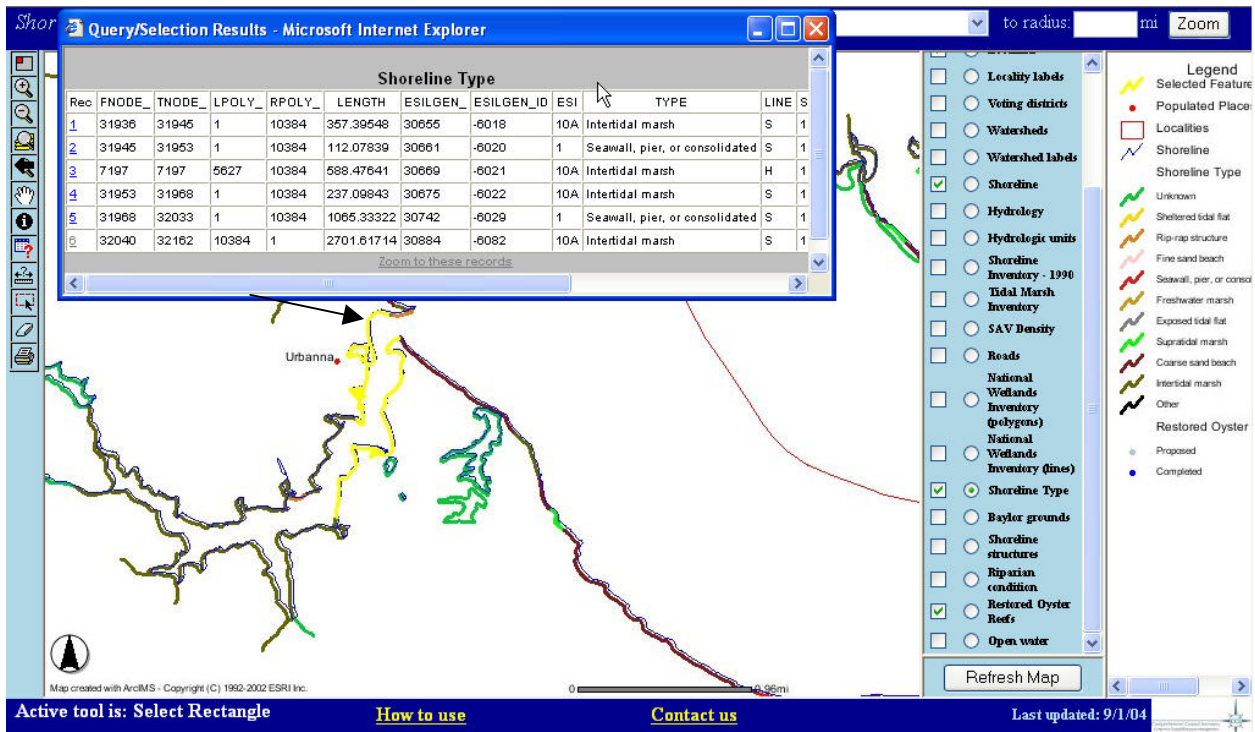 Shor
to radius:
mi
Zoom
Query/Selection Results - Microsoft Internet Explorer
Shoreline Type
Rec FNODE_ TNODE_ LPOLY_ RPOLY_ LENGTH ESILGEN_ ESILGEN_ID ESI TYPE LINE S
1 31936 31945 1 10384 357.39548 30655 -6018 10A Intertidal marsh S 1
2 31945 31953 1 10384 112.07839 30661 -6020 1 Seawall, pier, or consolidated S 1
3 7197 7197 5627 10384 588.47641 30669 -6021 10A Intertidal marsh H 1
4 31953 31968 1 10384 237.09843 30675 -6022 10A Intertidal marsh S 1
5 31968 32033 1 10384 1065.33322 30742 -6029 1 Seawall, pier, or consolidated S 1
6 32040 32162 10384 1 2701.61714 30884 -6082 10A Intertidal marsh S 1
Zoom to these records
Urbanna
Map created with ArcIMS - Copyright (C) 1992-2002 ESRI Inc.
0
0.96mi
Locality labels
Voting districts
Watersheds
Watershed labels
Shoreline
Hydrology
Hydrologic units
Shoreline
Inventory - 1990
Tidal Marsh
Inventory
SAV Density
Roads
National
Wetlands
Inventory
(polygons)
National
Wetlands
Inventory (lines)
Shoreline Type
Baylor grounds
Shoreline
structures
Riparian
condition
Restored Oyster
Reefs
Open water
Refresh Map
Legend
Selected Feature
Populated Place
Localities
Shoreline
Shoreline Type
Unknown
Sheltered tidal flat
Rip-rap structure
Fine sand beach
Seawall, pier, or consol
Freshwater marsh
Exposed tidal flat
Supratidal marsh
Coarse sand beach
Intertidal marsh
Other
Restored Oyster
Proposed
Completed
Active tool is: Select Rectangle
How to use
Contact us
Last updated: 9/1/04